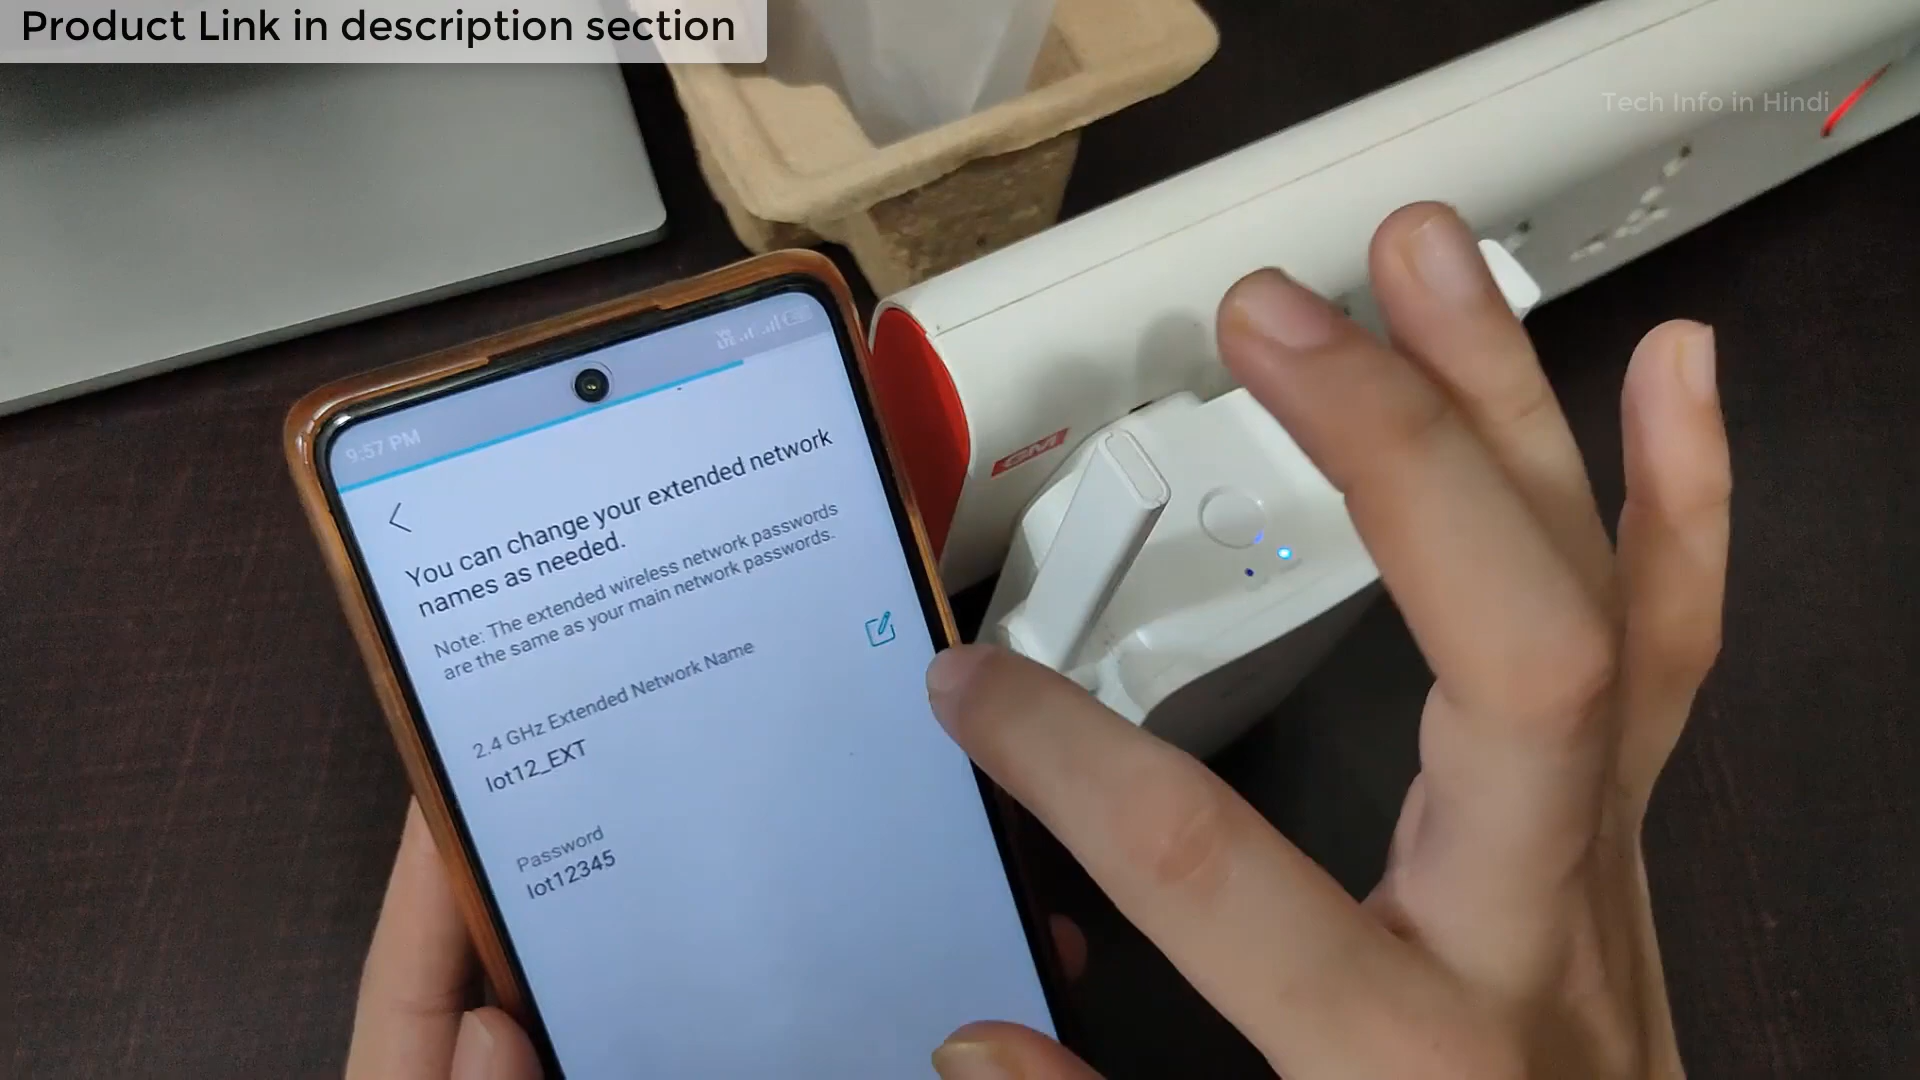 Product Link in description section
Tech Info in Hindi
9:57 PM
You can change your extended network
names as needed.
Note: The extended wireless network passwords
are the same as your main network passwords.
2.4 GHz Extended Network Name
Iot12_EXT
Password
Iot12345
GM